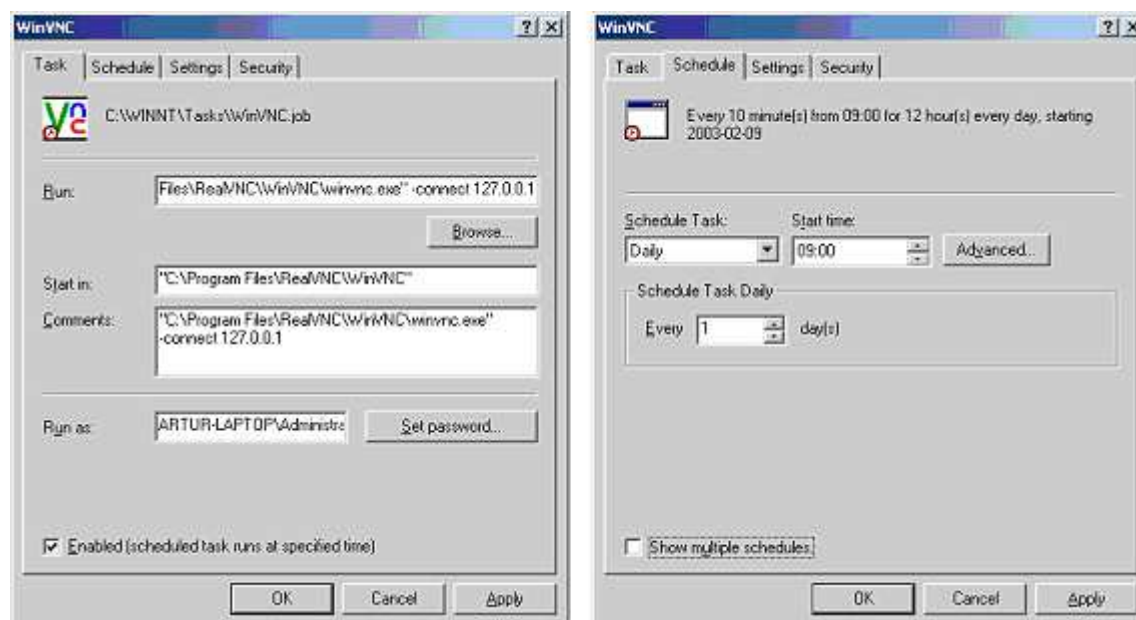 WinVNC
Task Schedule Settings Security
C:\WINNT\Tasks\WinVNC.job
Run: Files\RealVNC\WinVNC\winvnc.exe" -connect 127.0.0.1
Browse...
Start in: "C:\Program Files\RealVNC\WinVNC"
Comments: "C:\Program Files\RealVNC\WinVNC\winvnc.exe"
-connect 127.0.0.1
Run as: ARTUR-LAPTOP\Administra
Set password...
Enabled (scheduled task runs at specified time)
OK Cancel Apply
WinVNC
Task Schedule Settings Security
Every 10 minute(s) from 09:00 for 12 hour(s) every day, starting
2003-02-09
Schedule Task: Start time:
Daily 09:00 Advanced...
Schedule Task Daily
Every 1 day(s)
Show multiple schedules.
OK Cancel Apply